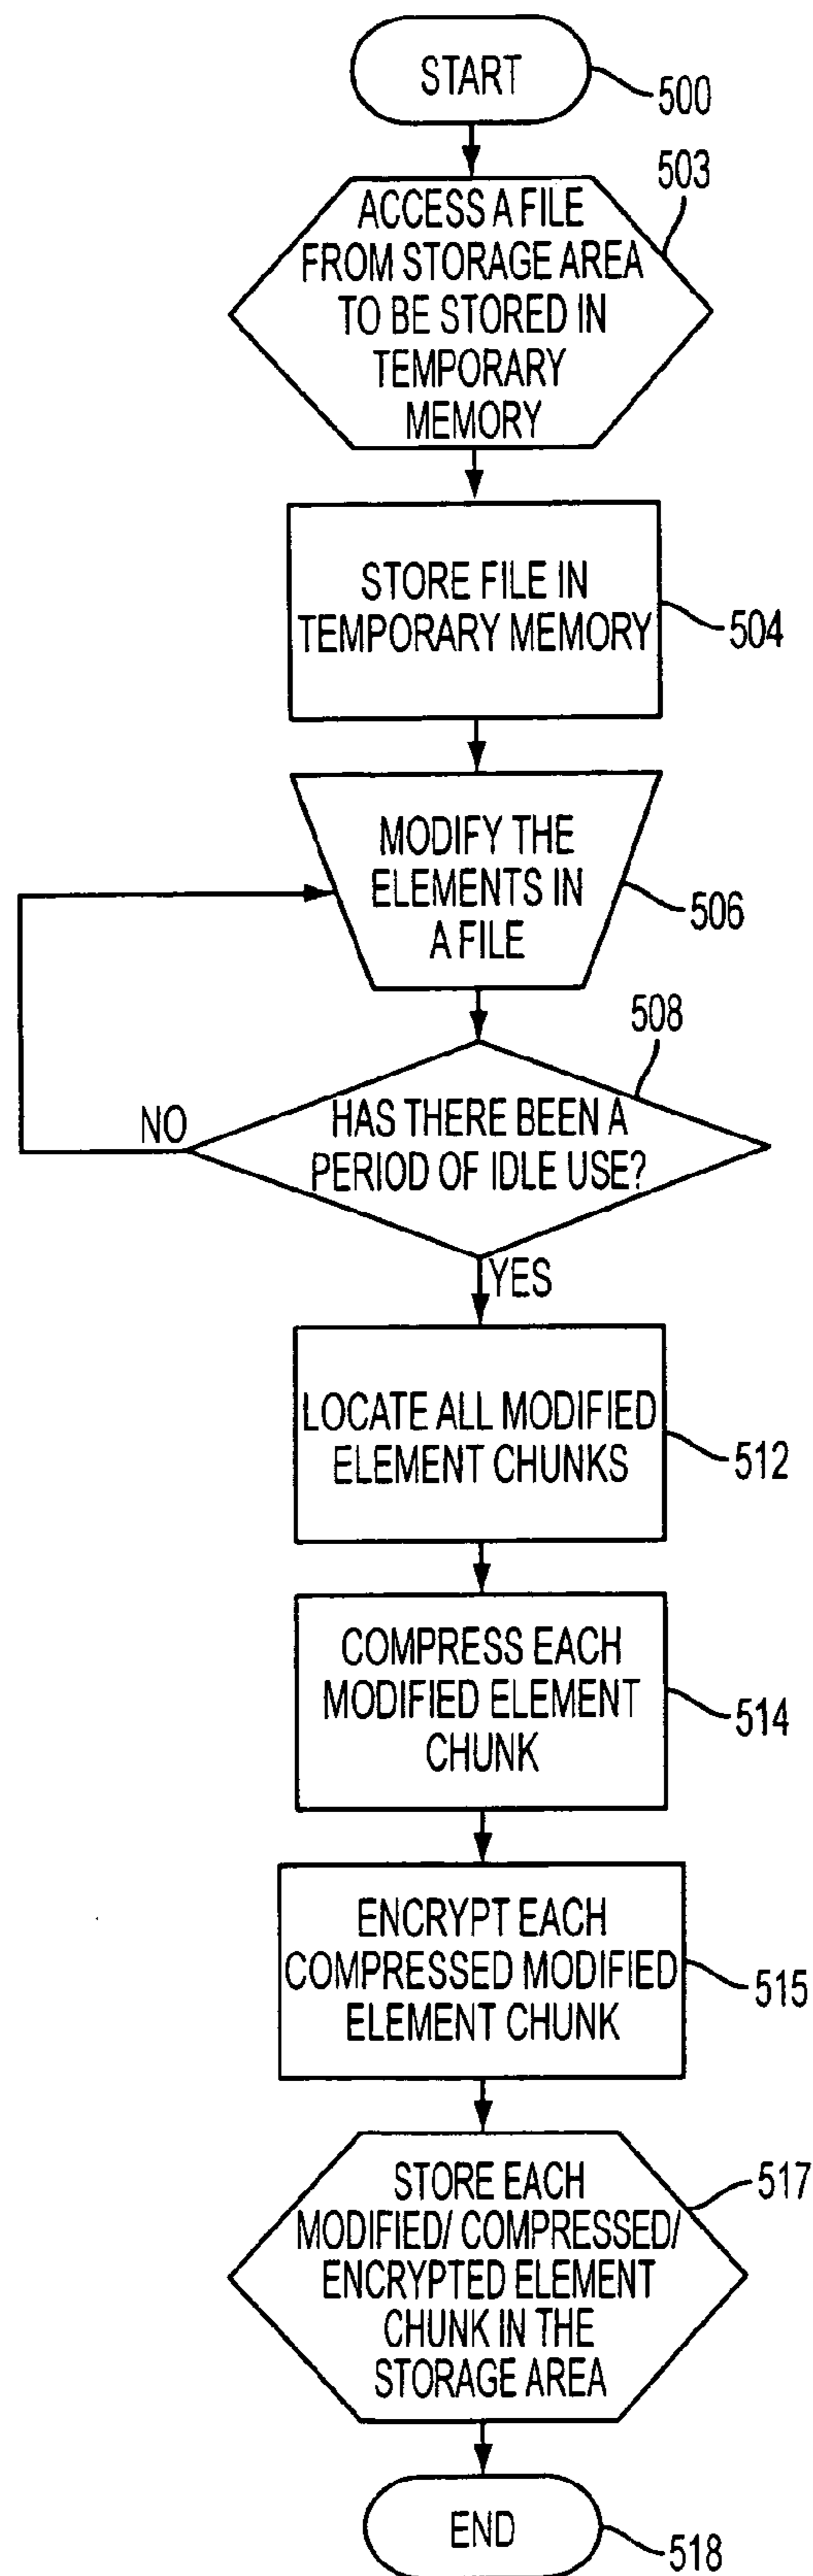 START
500
503
ACCESS A FILE
FROM STORAGE AREA
TO BE STORED IN
TEMPORARY
MEMORY
STORE FILE IN
TEMPORARY MEMORY
504
MODIFY THE
ELEMENTS IN
A FILE
506
508
HAS THERE BEEN A
PERIOD OF IDLE USE?
NO
YES
LOCATE ALL MODIFIED
ELEMENT CHUNKS
512
COMPRESS EACH
MODIFIED ELEMENT
CHUNK
514
ENCRYPT EACH
COMPRESSED MODIFIED
ELEMENT CHUNK
515
STORE EACH
MODIFIED/ COMPRESSED/
ENCRYPTED ELEMENT
CHUNK IN THE
STORAGE AREA
517
END
518